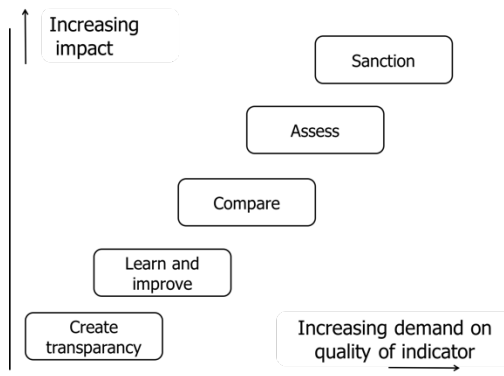 Increasing
impact
Sanction
Assess
Compare
Learn and
improve
Create
transparancy
Increasing demand on
quality of indicator